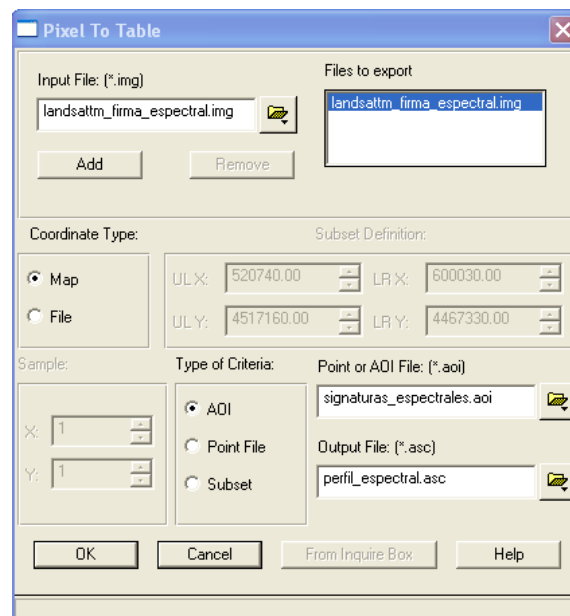 Pixel To Table
Input File: (*.img)
Files to export
landsattm_firma_espectral.img
landsattm_firma_espectral.img
Add
Remove
Coordinate Type:
Subset Definition:
Map
File
UL X: 520740.00 LR X: 600030.00
UL Y: 4517160.00 LR Y: 4467330.00
Sample:
X: 1
Y: 1
Type of Criteria:
AOI
Point File
Subset
Point or AOI File: (*.aoi)
signaturas_espectrales.aoi
Output File: (*.asc)
perfil_espectral.asc
OK Cancel From Inquire Box Help